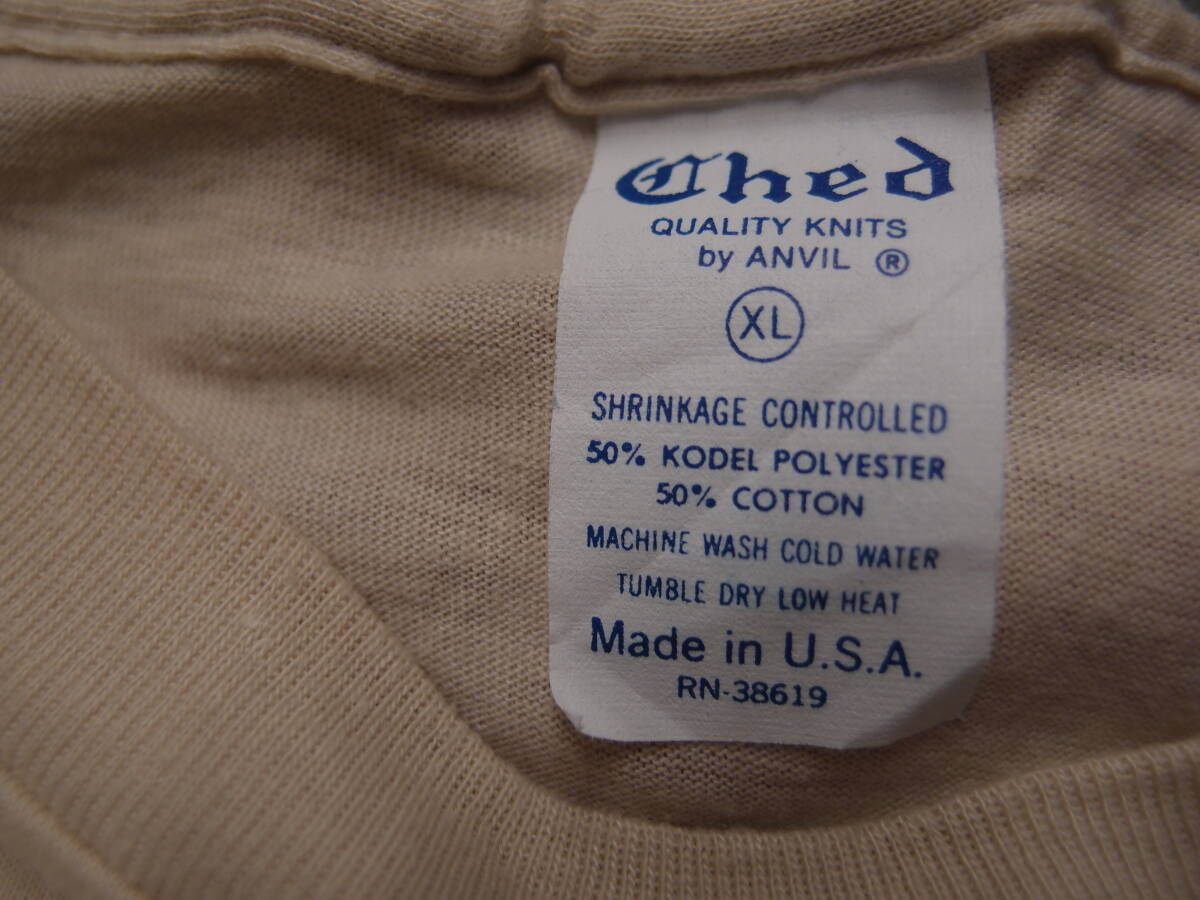 Ched
QUALITY KNITS
by ANVIL ®
XL
SHRINKAGE CONTROLLED
50% KODEL POLYESTER
50% COTTON
MACHINE WASH COLD WATER
TUMBLE DRY LOW HEAT
Made in U.S.A.
RN-38619